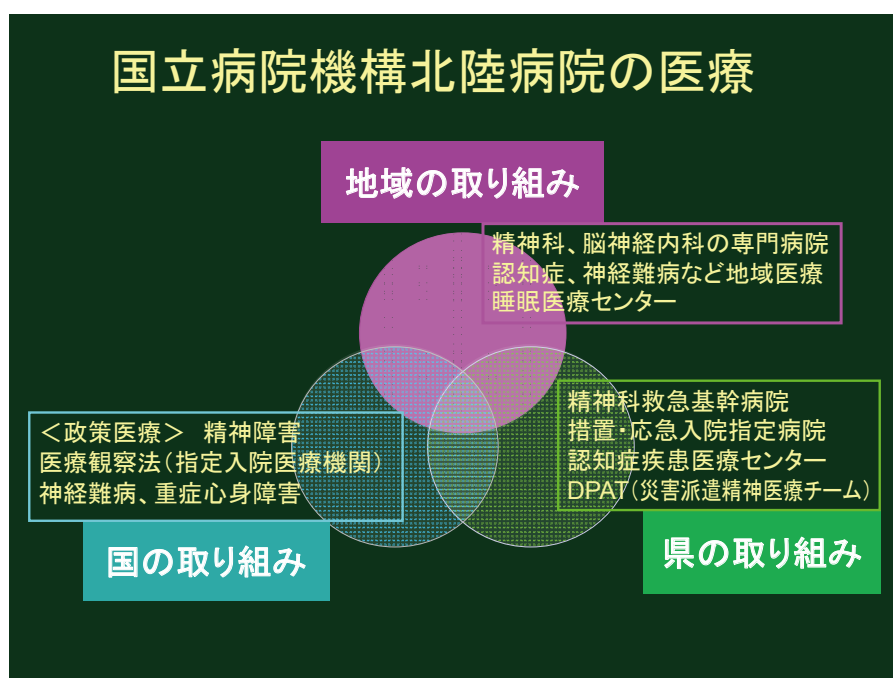 国立病院機構北陸病院の医療
地域の取り組み
精神科、脳神経内科の専門病院
認知症、神経難病など地域医療
睡眠医療センター
＜政策医療＞　精神障害
医療観察法（指定入院医療機関）
神経難病、重症心身障害
国の取り組み
精神科救急基幹病院
措置・応急入院指定病院
認知症疾患医療センター
DPAT（災害派遣精神医療チーム）
県の取り組み